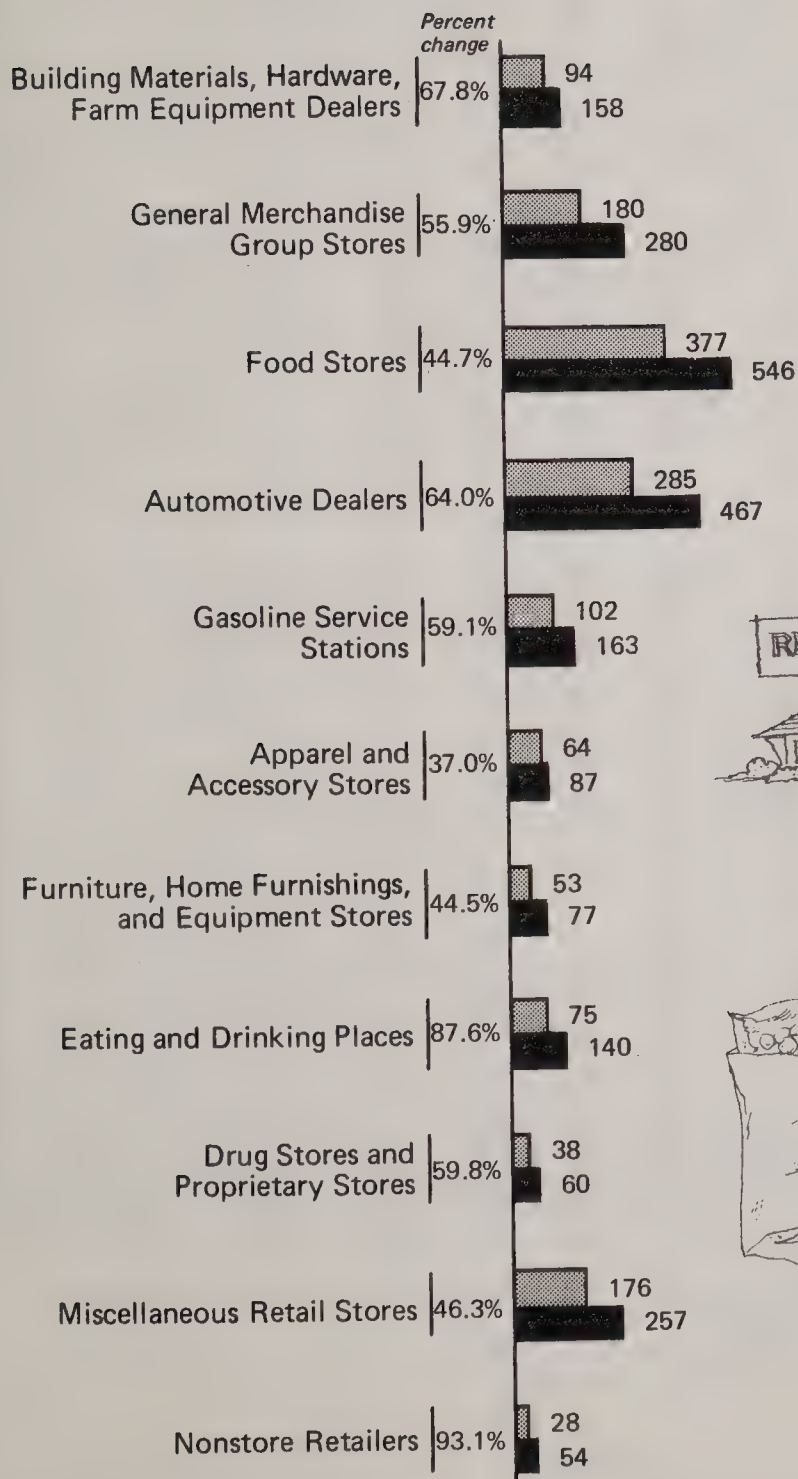 Percent
change
Building Materials, Hardware,
Farm Equipment Dealers
67.8%
94
158
General Merchandise
Group Stores
55.9%
180
280
Food Stores
44.7%
377
546
Automotive Dealers
64.0%
285
467
Gasoline Service
Stations
59.1%
102
163
Apparel and
Accessory Stores
37.0%
64
87
Furniture, Home Furnishings,
and Equipment Stores
44.5%
53
77
Eating and Drinking Places
87.6%
75
140
Drug Stores and
Proprietary Stores
59.8%
38
60
Miscellaneous Retail Stores
46.3%
176
257
Nonstore Retailers
93.1%
28
54